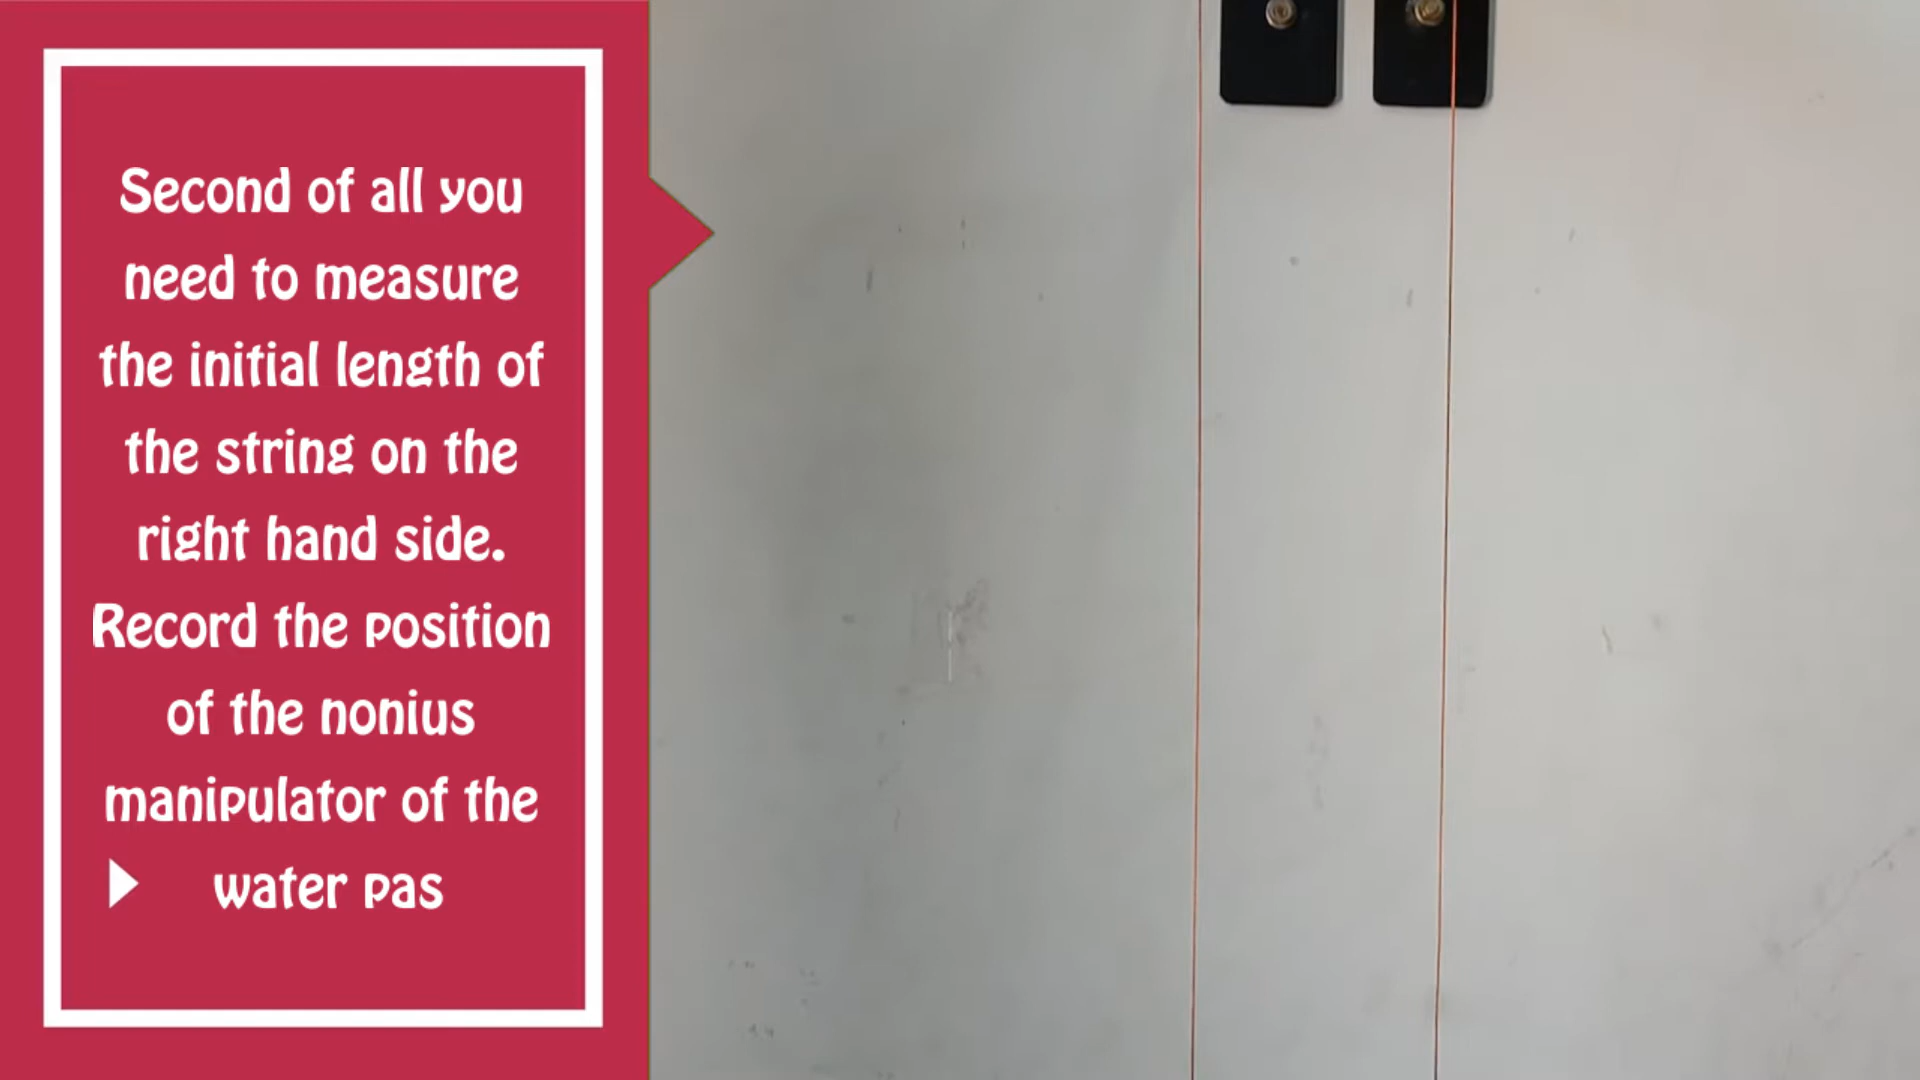 Second of all you
need to measure
the initial length of
the string on the
right hand side.
Record the position
of the nonius
manipulator of the
water pas